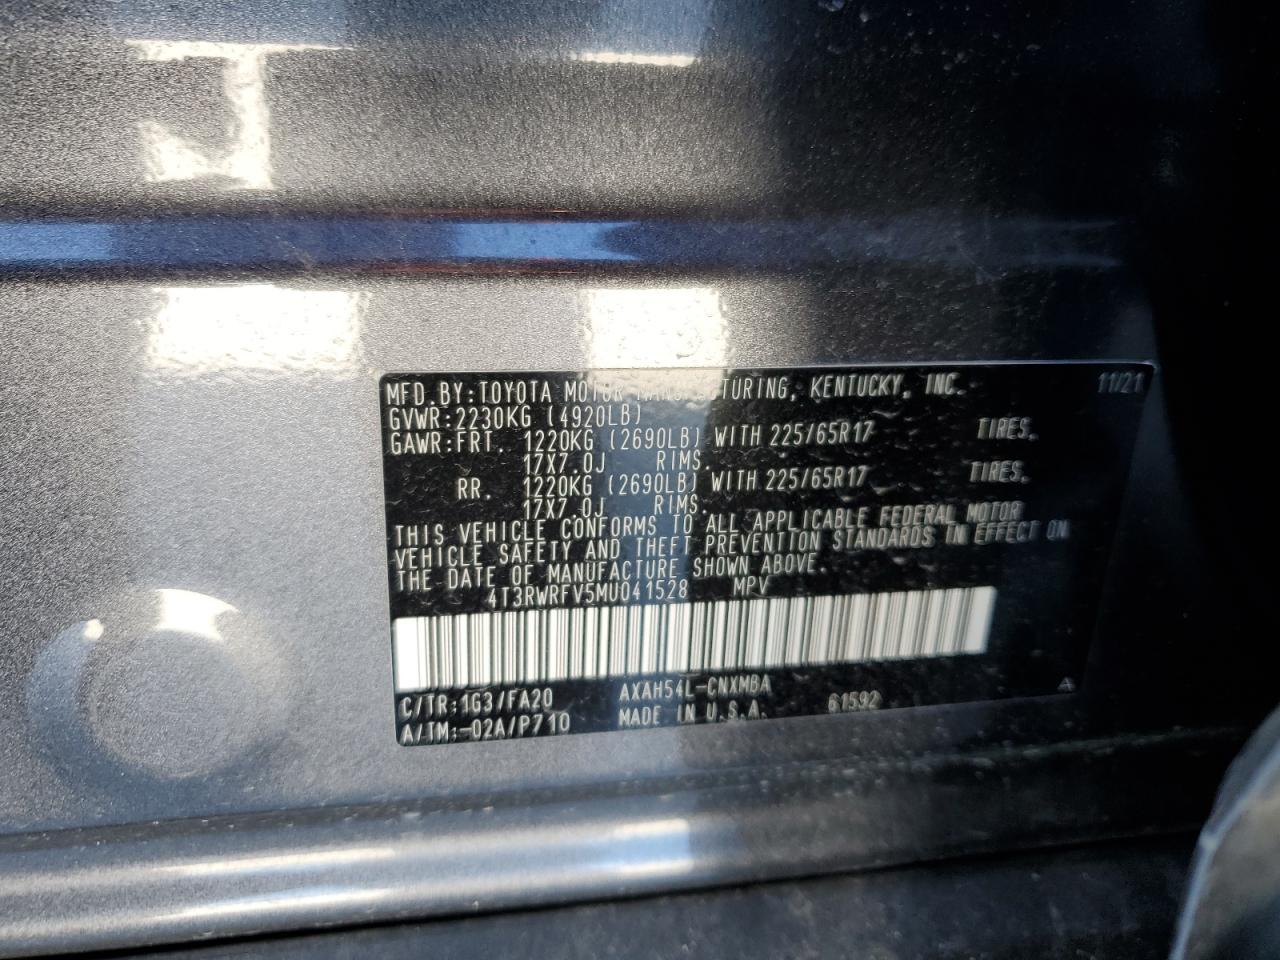 MFD.BY:TOYOTA MOTOR MANUFACTURING, KENTUCKY, INC. 11/21
GVWR:2230KG (4920LB)
GAWR:FRT. 1220KG (2690LB) WITH 225/65R17 TIRES.
17X7.0J RIMS.
RR. 1220KG (2690LB) WITH 225/65R17 TIRES.
17X7.0J RIMS.
THIS VEHICLE CONFORMS TO ALL APPLICABLE FEDERAL MOTOR
VEHICLE SAFETY AND THEFT PREVENTION STANDARDS IN EFFECT ON
THE DATE OF MANUFACTURE SHOWN ABOVE.
4T3RWRFV5MU041528 MPV
C/TR:1G3/FA20 AXAH54L-CNXMBA
A/TM:-02A/P710 MADE IN U.S.A. 61592